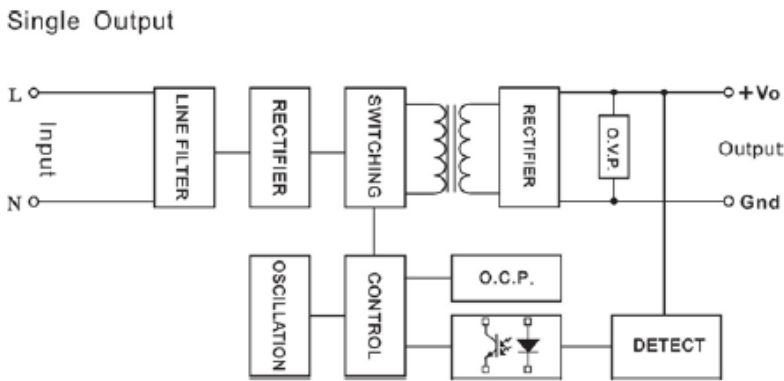 Single Output
L
Input
N
LINE FILTER
RECTIFIER
SWITCHING
RECTIFIER
O.V.P.
+Vo
Output
Gnd
OSCILLATION
CONTROL
O.C.P.
DETECT